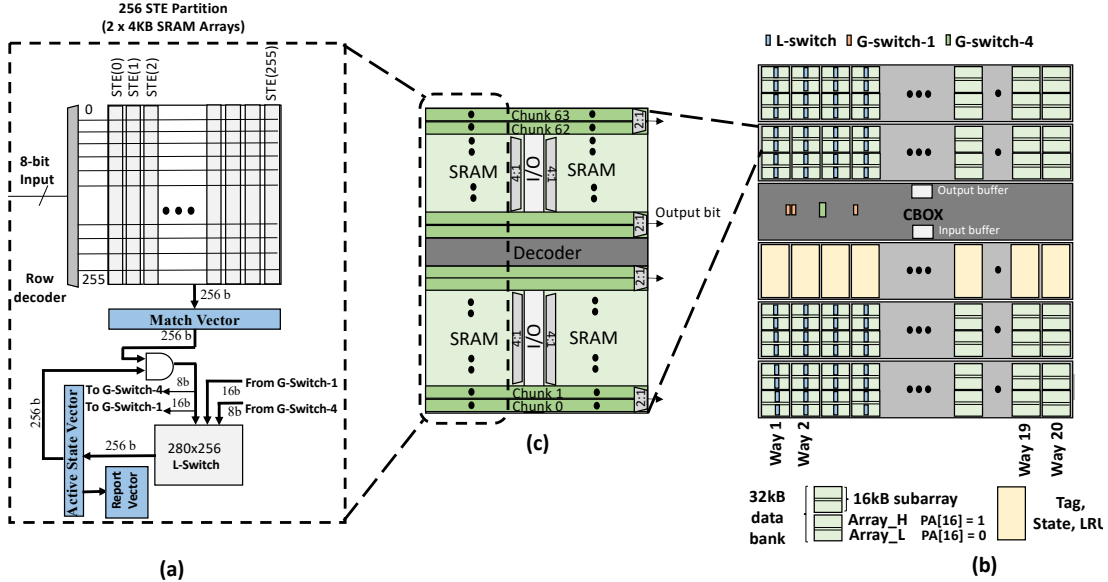 256 STE Partition
(2 x 4KB SRAM Arrays)
STE(0)
STE(1)
STE(2)
STE(255)
0
8-bit
Input
255
Row
decoder
256 b
Match Vector
256 b
8b
To G-Switch-4
16b
To G-Switch-1
16b
From G-Switch-1
8b
From G-Switch-4
256 b
256 b
280x256
L-Switch
Active State Vector
Report
Vector
(a)
Chunk 63
Chunk 62
2:1
SRAM
4:1
I/O
4:1
SRAM
Output bit
2:1
Decoder
2:1
SRAM
4:1
I/O
4:1
SRAM
Chunk 1
Chunk 0
2:1
(c)
L-switch
G-switch-1
G-switch-4
Output buffer
CBOX
Input buffer
Way 1
Way 2
Way 19
Way 20
32kB
data
bank
16kB subarray
Array_H PA[16] = 1
Array_L PA[16] = 0
Tag,
State, LRU
(b)